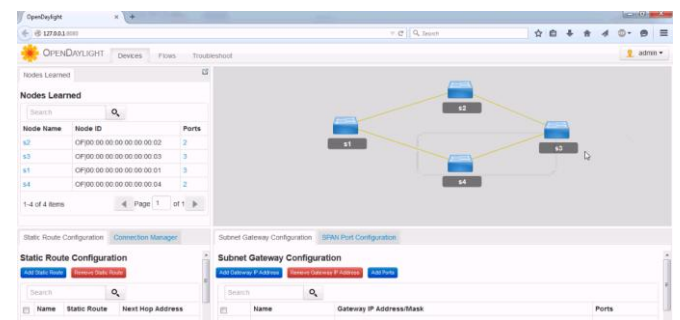 OpenDaylight
127.0.0.1:8080
Search
OPENDAYLIGHT
Devices
Flows
Troubleshoot
admin
Nodes Learned
Nodes Learned
Search
Node Name Node ID Ports
s2 OF|00:00:00:00:00:00:00:02 2
s3 OF|00:00:00:00:00:00:00:03 3
s1 OF|00:00:00:00:00:00:00:01 3
s4 OF|00:00:00:00:00:00:00:04 2
1-4 of 4 items
Page 1 of 1
s2
s1
s3
s4
Static Route Configuration Connection Manager
Static Route Configuration
Add Static Route Remove Static Route
Search
Name Static Route Next Hop Address
Subnet Gateway Configuration SPAN Port Configuration
Subnet Gateway Configuration
Add Gateway IP Address Remove Gateway IP Address Add Ports
Search
Name Gateway IP Address/Mask Ports